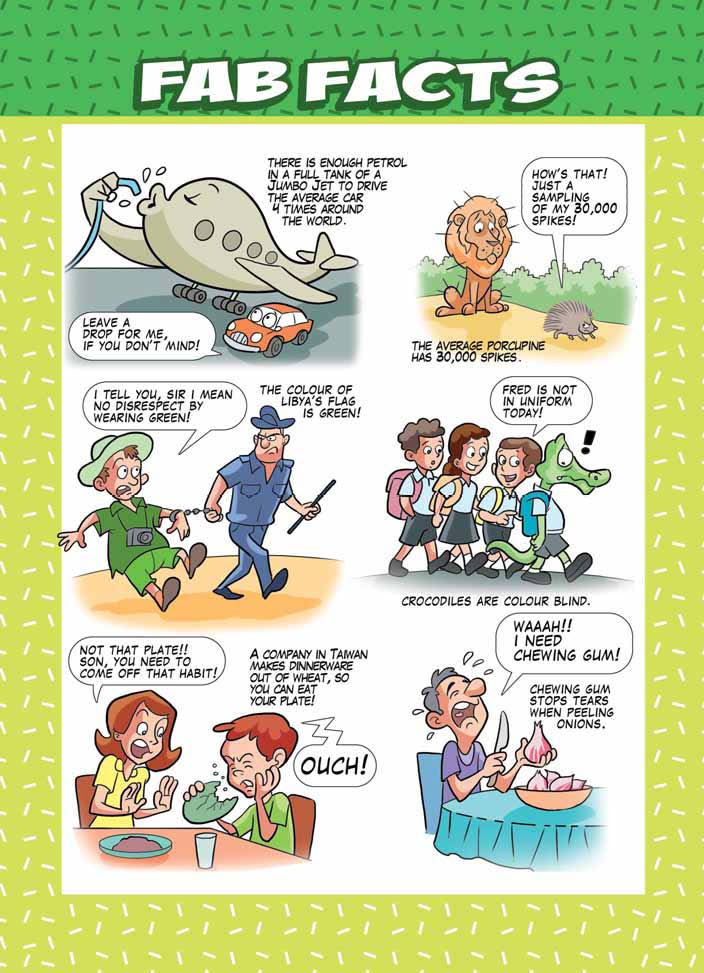 FAB FACTS
THERE IS ENOUGH PETROL
IN A FULL TANK OF A
JUMBO JET TO DRIVE
THE AVERAGE CAR
4 TIMES AROUND
THE WORLD.
LEAVE A
DROP FOR ME,
IF YOU DON'T MIND!
HOW'S THAT!
JUST A
SAMPLING
OF MY 30,000
SPIKES!
THE AVERAGE PORCUPINE
HAS 30,000 SPIKES.
I TELL YOU, SIR I MEAN
NO DISRESPECT BY
WEARING GREEN!
THE COLOUR OF
LIBYA'S FLAG
IS GREEN!
FRED IS NOT
IN UNIFORM
TODAY!
!
CROCODILES ARE COLOUR BLIND.
NOT THAT PLATE!!
SON, YOU NEED TO
COME OFF THAT HABIT!
A COMPANY IN TAIWAN
MAKES DINNERWARE
OUT OF WHEAT, SO
YOU CAN EAT
YOUR PLATE!
OUCH!
WAAAH!!
I NEED
CHEWING GUM!
CHEWING GUM
STOPS TEARS
WHEN PEELING
ONIONS.